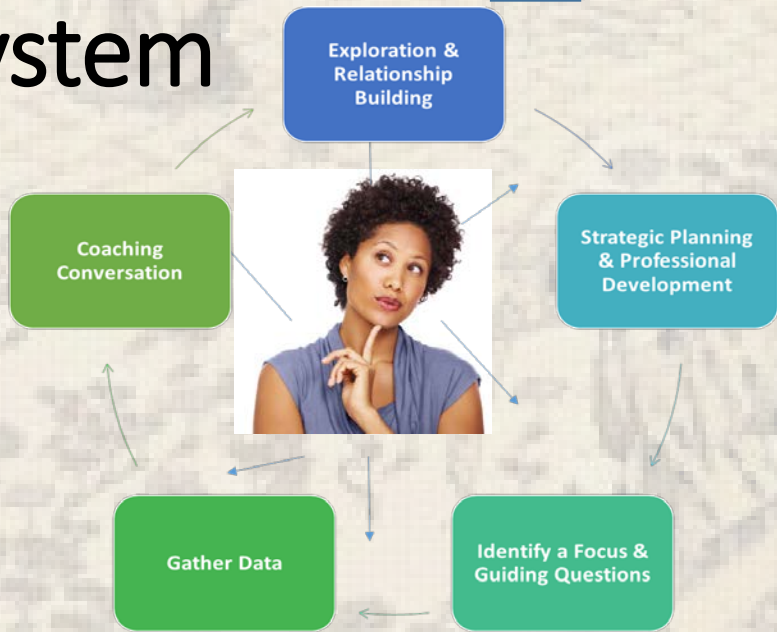 ystem
Exploration &
Relationship
Building
Coaching
Conversation
Strategic Planning
& Professional
Development
Gather Data
Identify a Focus &
Guiding Questions